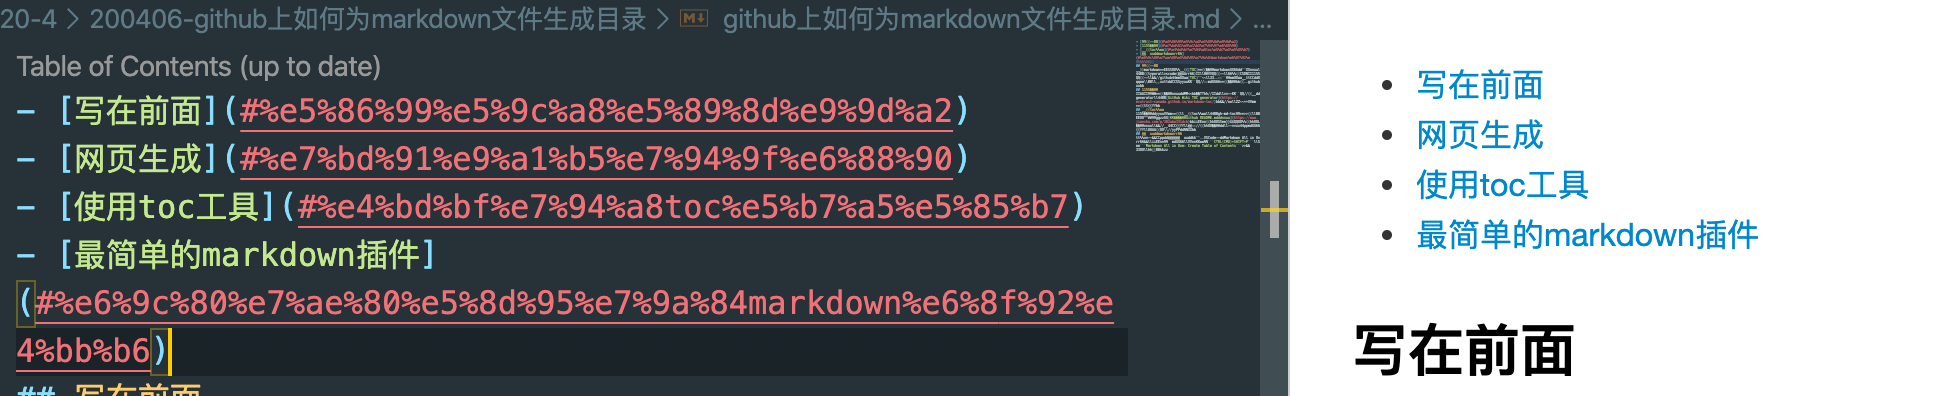 20-4 > 200406-github上如何为markdown文件生成目录 > M↓ github上如何为markdown文件生成目录.md > ...
Table of Contents (up to date)
- [写在前面](#%e5%86%99%e5%9c%a8%e5%89%8d%e9%9d%a2)
- [网页生成](#%e7%bd%91%e9%a1%b5%e7%94%9f%e6%88%90)
- [使用toc工具](#%e4%bd%bf%e7%94%a8toc%e5%b7%a5%e5%85%b7)
- [最简单的markdown插件]
(#%e6%9c%80%e7%ae%80%e5%8d%95%e7%9a%84markdown%e6%8f%92%e
4%bb%b6)
## 写在前面
• 写在前面
• 网页生成
• 使用toc工具
• 最简单的markdown插件
写在前面